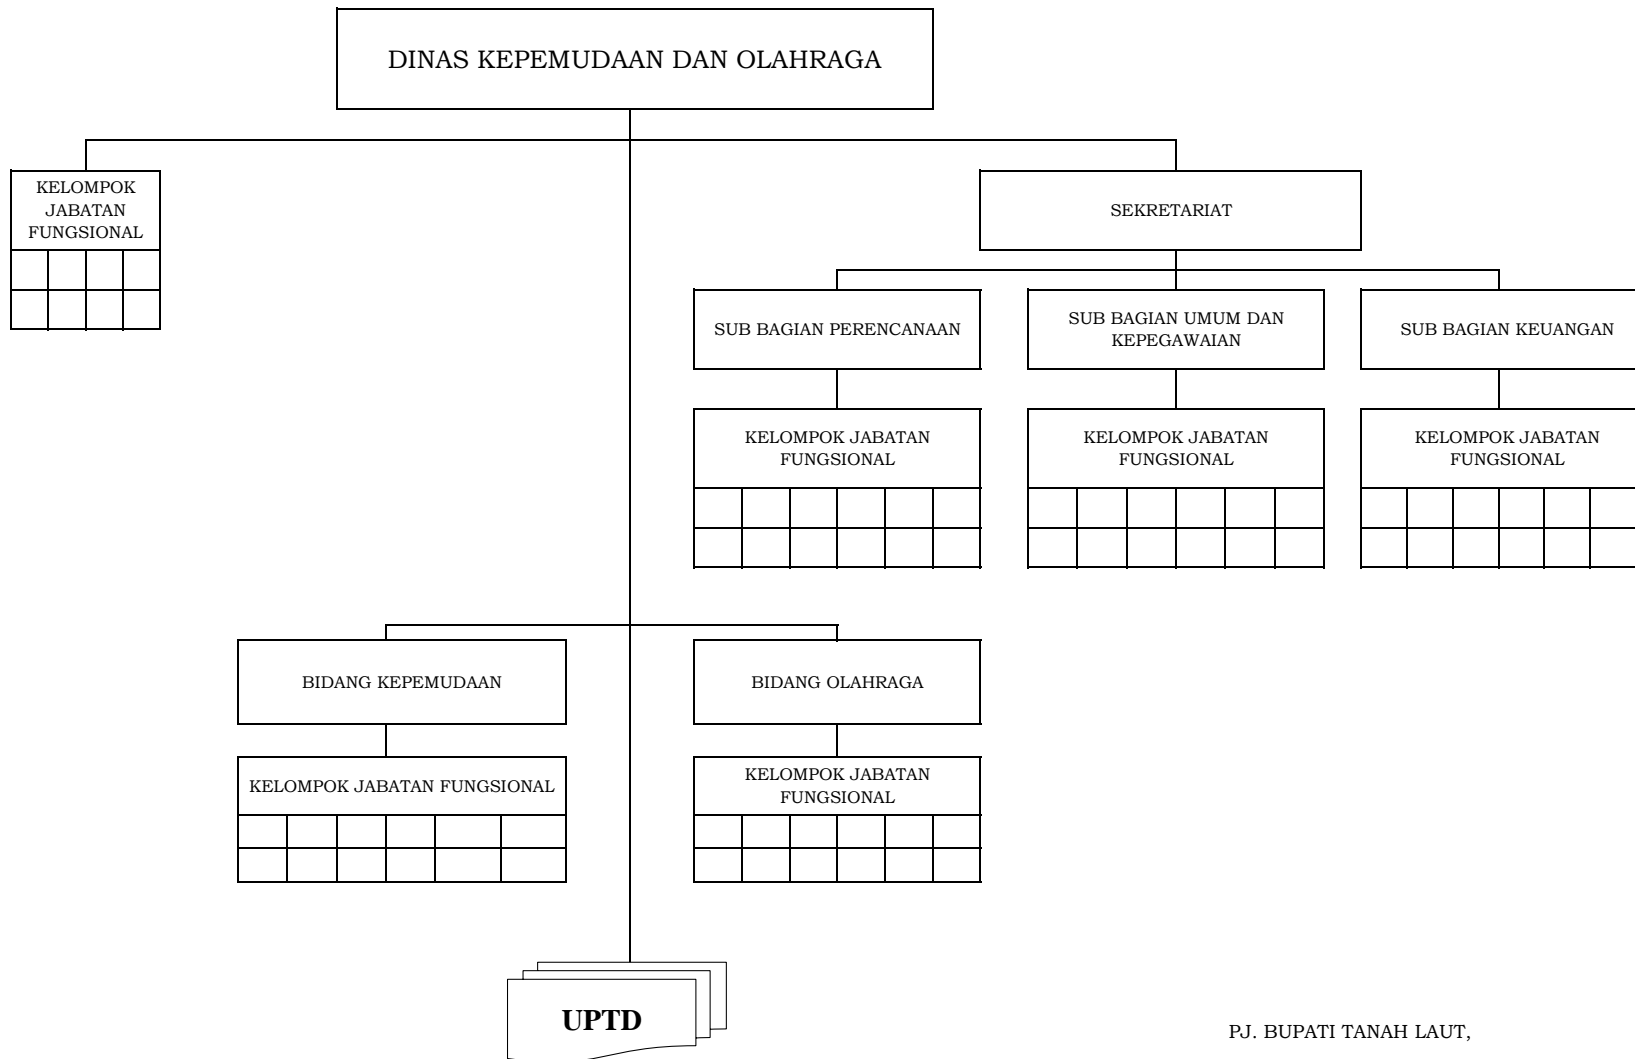 DINAS KEPEMUDAAN DAN OLAHRAGA
KELOMPOK
JABATAN
FUNGSIONAL
SEKRETARIAT
SUB BAGIAN PERENCANAAN
SUB BAGIAN UMUM DAN
KEPEGAWAIAN
SUB BAGIAN KEUANGAN
KELOMPOK JABATAN
FUNGSIONAL
KELOMPOK JABATAN
FUNGSIONAL
KELOMPOK JABATAN
FUNGSIONAL
BIDANG KEPEMUDAAN
BIDANG OLAHRAGA
KELOMPOK JABATAN FUNGSIONAL
KELOMPOK JABATAN
FUNGSIONAL
UPTD
PJ. BUPATI TANAH LAUT,